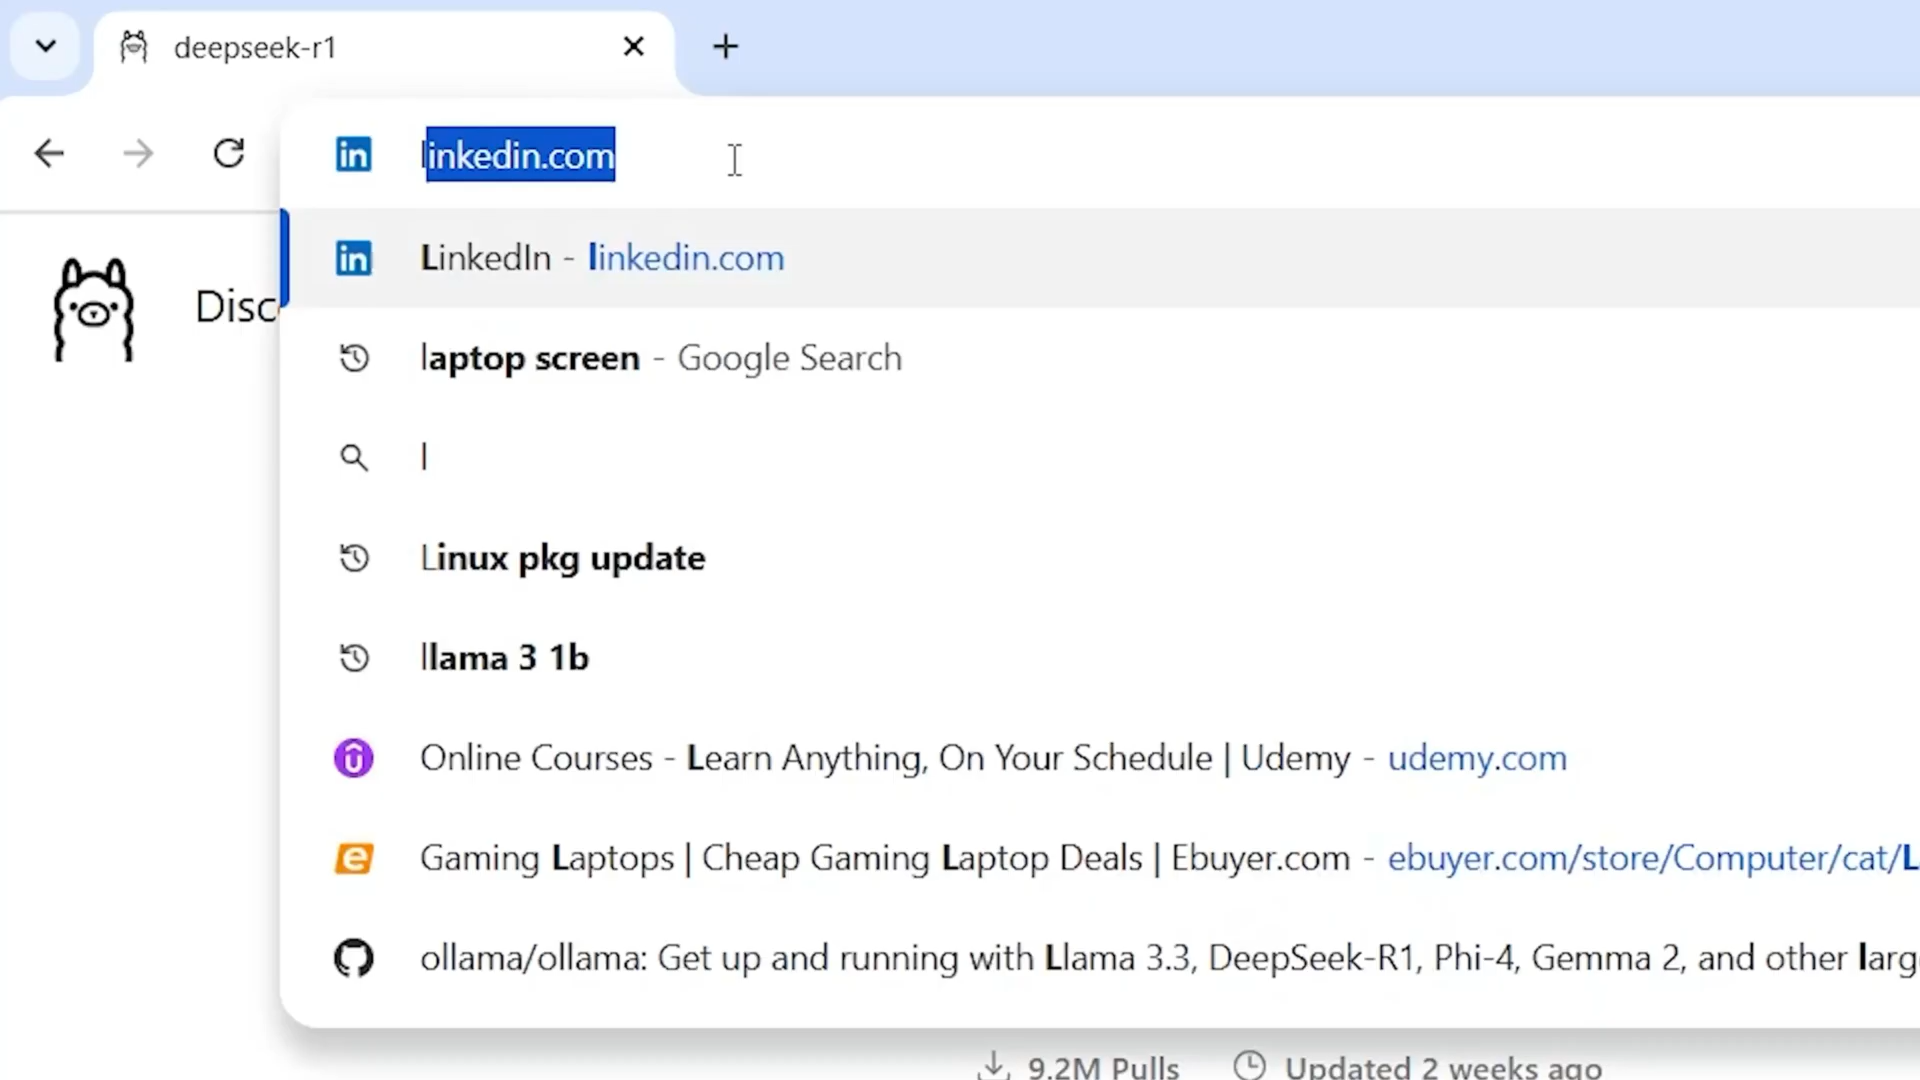 deepseek-r1
linkedin.com
LinkedIn - linkedin.com
Disc
laptop screen - Google Search
l
Linux pkg update
llama 3 1b
Online Courses - Learn Anything, On Your Schedule | Udemy - udemy.com
Gaming Laptops | Cheap Gaming Laptop Deals | Ebuyer.com - ebuyer.com/store/Computer/cat/L
ollama/ollama: Get up and running with Llama 3.3, DeepSeek-R1, Phi-4, Gemma 2, and other larg
9.2M Pulls Updated 2 weeks ago